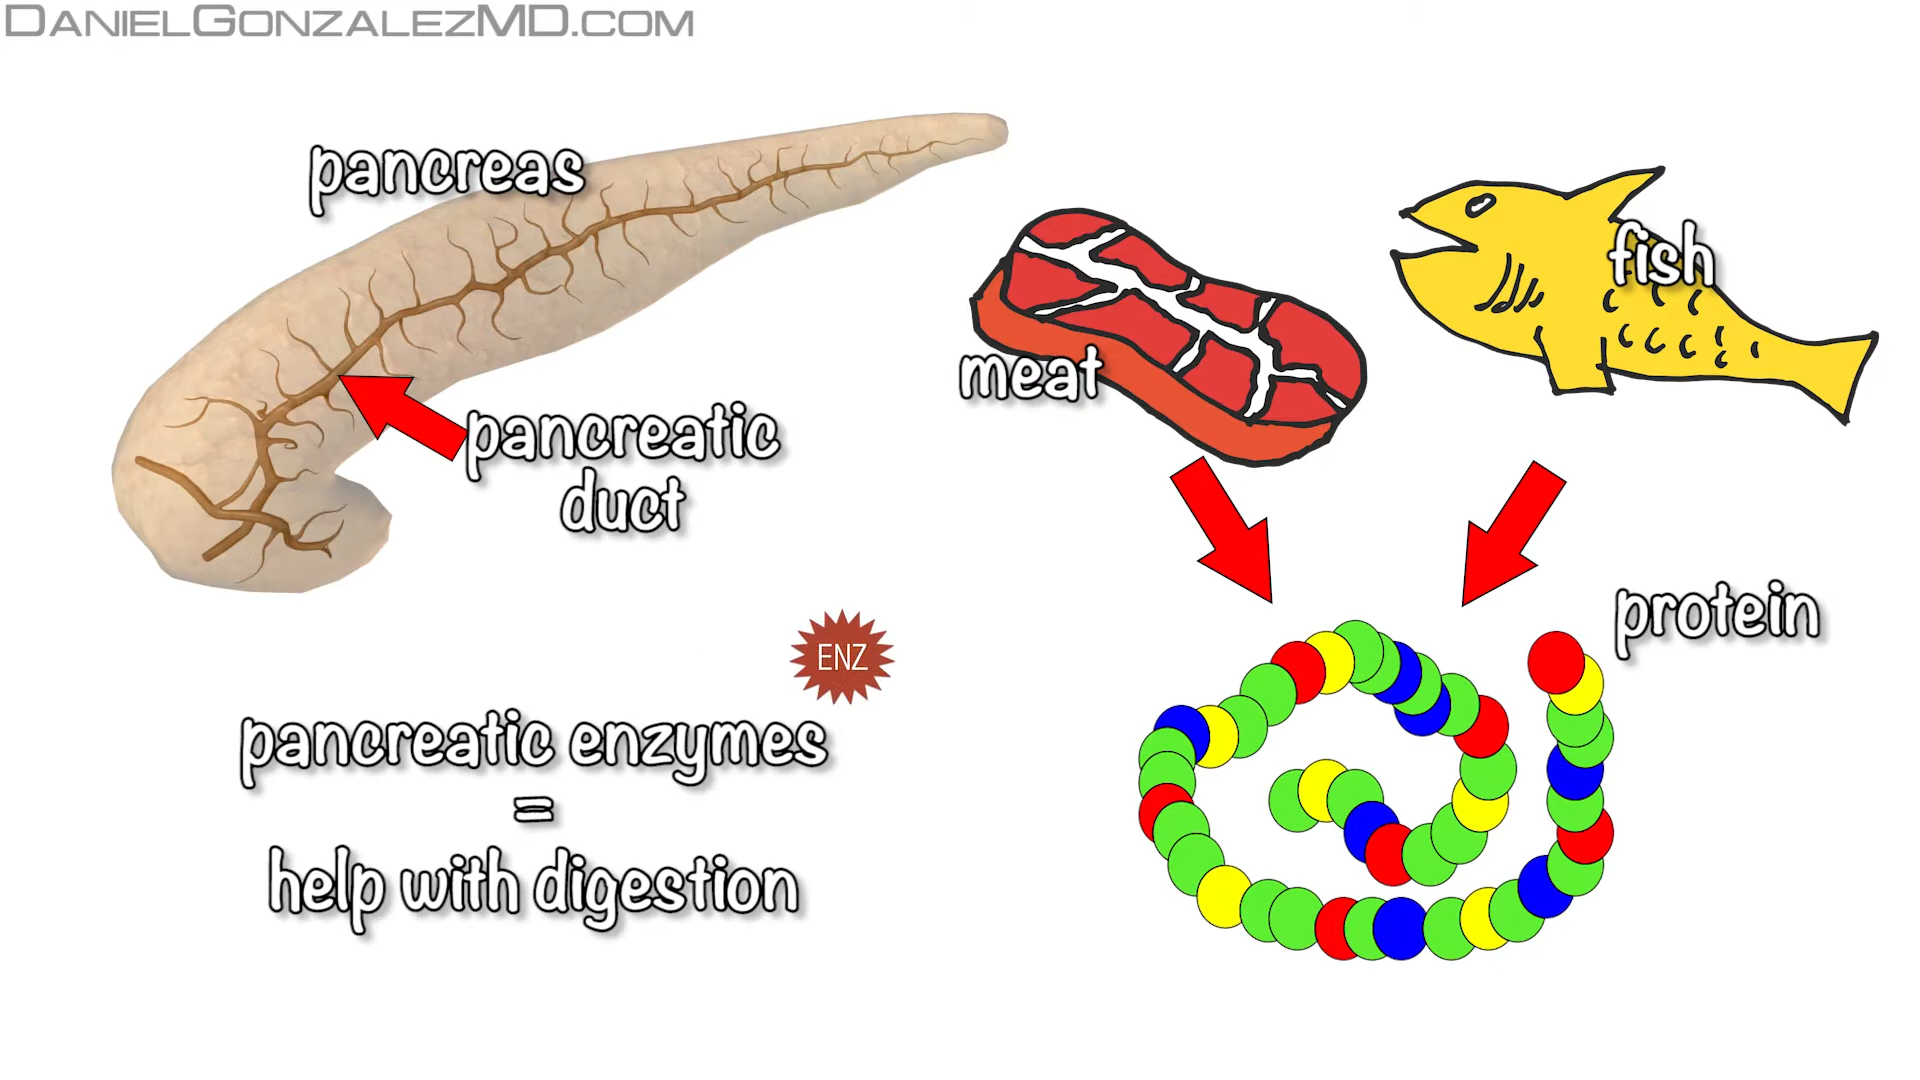 DanielGonzalezMD.com
pancreas
pancreatic
duct
meat
fish
protein
ENZ
pancreatic enzymes
=
help with digestion